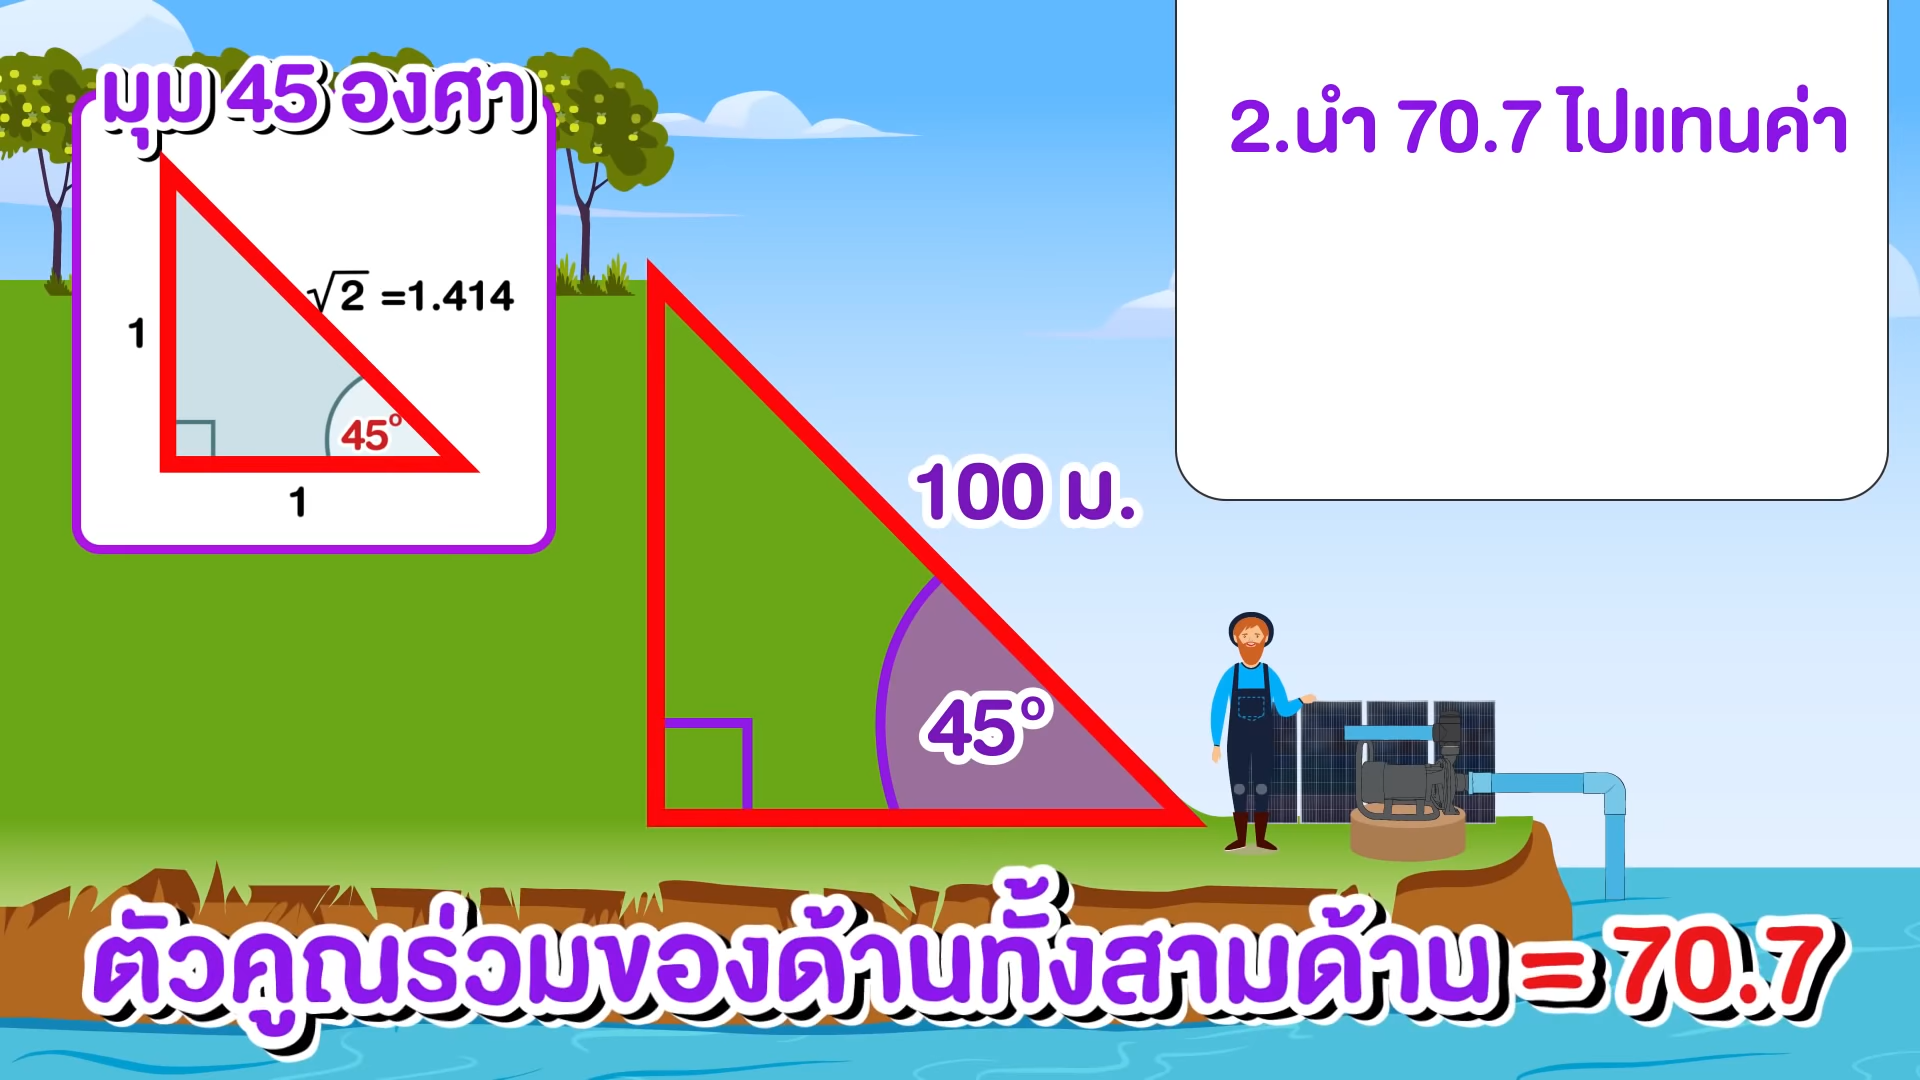 มุม 45 องศา
√2 =1.414
1
45°
1
2.นำ 70.7 ไปแทนค่า
100 ม.
45°
ตัวคูณร่วมของด้านทั้งสามด้าน = 70.7